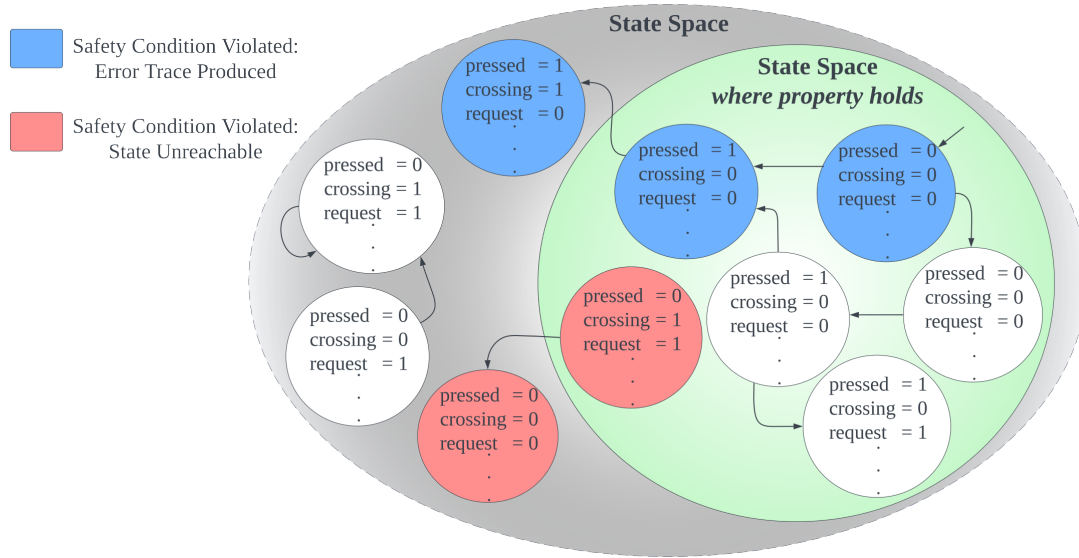 State Space
Safety Condition Violated:
Error Trace Produced
Safety Condition Violated:
State Unreachable
State Space
where property holds
pressed = 1
crossing = 1
request = 0
.
.
.
pressed = 1
crossing = 0
request = 0
.
.
.
pressed = 0
crossing = 0
request = 0
.
.
.
pressed = 0
crossing = 1
request = 1
.
.
.
pressed = 0
crossing = 0
request = 1
.
.
.
pressed = 0
crossing = 1
request = 1
.
.
.
pressed = 1
crossing = 0
request = 0
.
.
.
pressed = 0
crossing = 0
request = 0
.
.
.
pressed = 0
crossing = 0
request = 0
.
.
.
pressed = 1
crossing = 0
request = 1
.
.
.